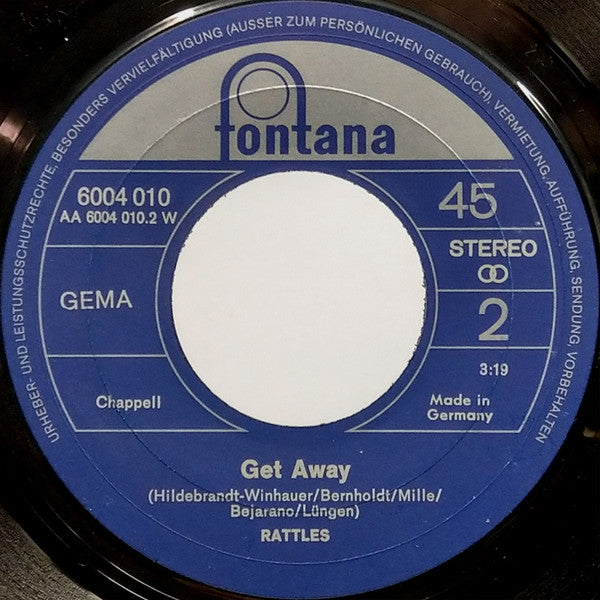 URHEBER- UND LEISTUNGSSCHUTZRECHTE, BESONDERS VERVIELFÄLTIGUNG (AUSSER ZUM PERSÖNLICHEN GEBRAUCH), VERMIETUNG, AUFFÜHRUNG, SENDUNG, VORBEHALTEN
fontana
6004 010
AA 6004 010.2 W
GEMA
Chappell
45
STEREO
2
3:19
Made in
Germany
Get Away
(Hildebrandt-Winhauer/Bernholdt/Mille/
Bejarano/Lüngen)
RATTLES